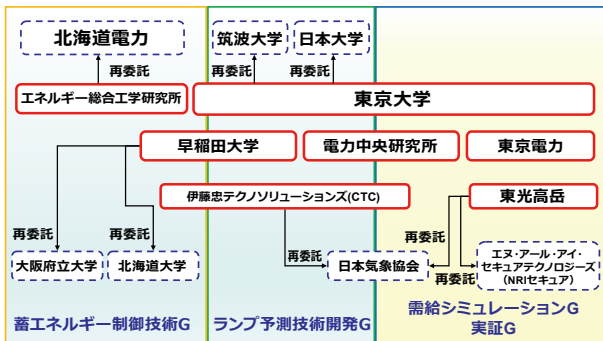 北海道電力
筑波大学
日本大学
再委託
再委託
再委託
エネルギー総合工学研究所
東京大学
早稲田大学
電力中央研究所
東京電力
伊藤忠テクノソリューションズ(CTC)
東光高岳
再委託
再委託
再委託
再委託
再委託
大阪府立大学
北海道大学
日本気象協会
エヌ・アール・アイ・
セキュアテクノロジーズ
(NRIセキュア)
蓄エネルギー制御技術G
ランプ予測技術開発G
需給シミュレーションG
実証G